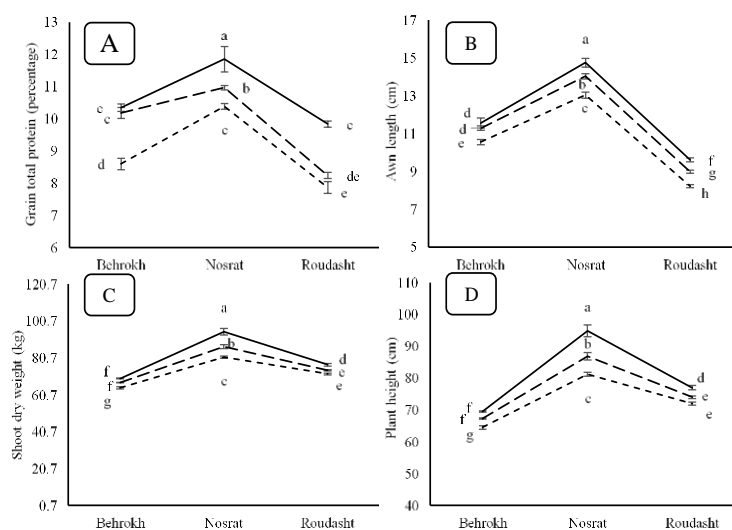 A
Grain total protein (percentage)
13
12
11
10
9
8
7
6
a
b
c
c
c
c
d
de
e
Behrokh
Nosrat
Roudasht
B
Awn length (cm)
17
15
13
11
9
7
5
a
b
c
d
d
e
f
g
h
Behrokh
Nosrat
Roudasht
C
Shoot dry weight (kg)
120.7
100.7
80.7
60.7
40.7
20.7
0.7
a
b
c
f
f
g
d
e
e
Behrokh
Nosrat
Roudasht
D
Plant height (cm)
110
100
90
80
70
60
50
40
a
b
c
f
f
g
d
e
e
Behrokh
Nosrat
Roudasht